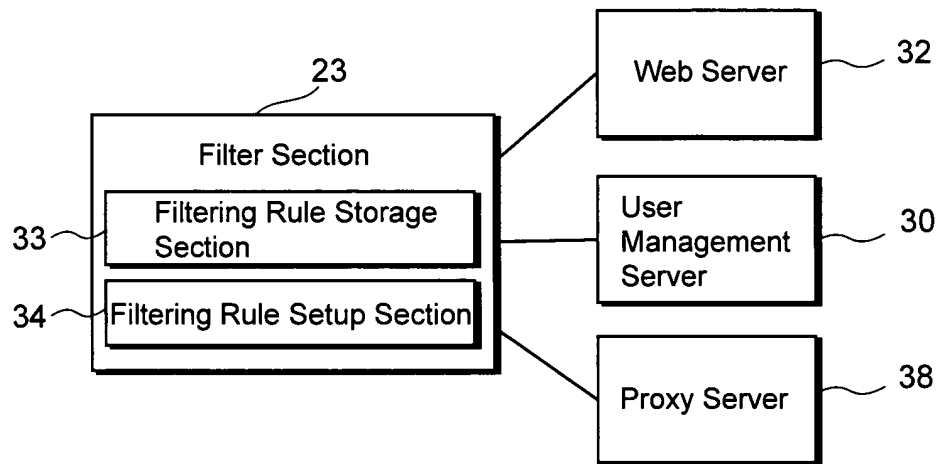 23
Filter Section
33
Filtering Rule Storage
Section
34
Filtering Rule Setup Section
Web Server
32
User
Management
Server
30
Proxy Server
38